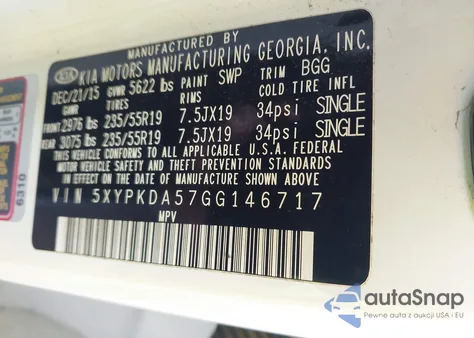 MANUFACTURED BY
KIA KIA MOTORS MANUFACTURING GEORGIA, INC.
DEC/21/15 GVWR 5622 lbs PAINT SWP TRIM BGG
GAWR TIRES RIMS COLD TIRE INFL
FRONT 2976 lbs 235/55R19 7.5JX19 34psi SINGLE
REAR 3075 lbs 235/55R19 7.5JX19 34psi SINGLE
THIS VEHICLE CONFORMS TO ALL APPLICABLE U.S.A. FEDERAL
MOTOR VEHICLE SAFETY AND THEFT PREVENTION STANDARDS
IN EFFECT ON THE DATE OF MANUFACTURE SHOWN ABOVE.
VIN 5XYPKDA57GG146717
MPV
6310
autoSnap
Pewne auta z aukcji USA i EU